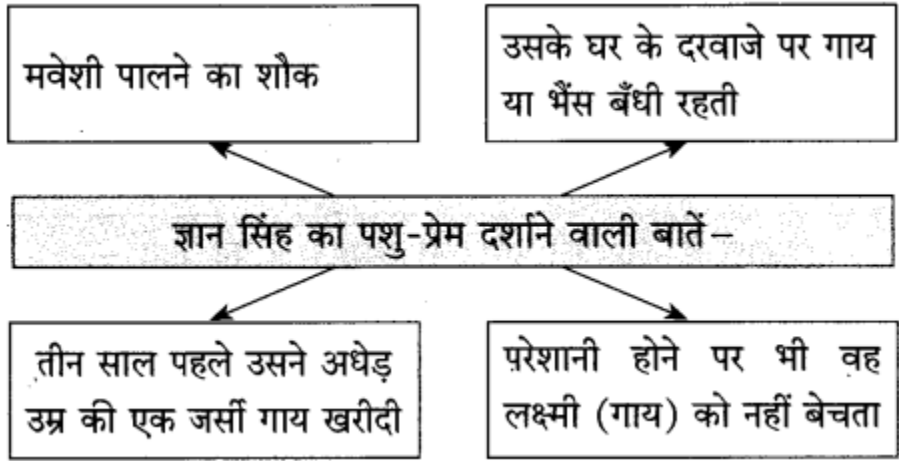 मवेशी पालने का शौक
उसके घर के दरवाजे पर गाय
या भैंस बँधी रहती
ज्ञान सिंह का पशु-प्रेम दर्शाने वाली बातें–
तीन साल पहले उसने अधेड़
उम्र की एक जर्सी गाय खरीदी
परेशानी होने पर भी वह
लक्ष्मी (गाय) को नहीं बेचता